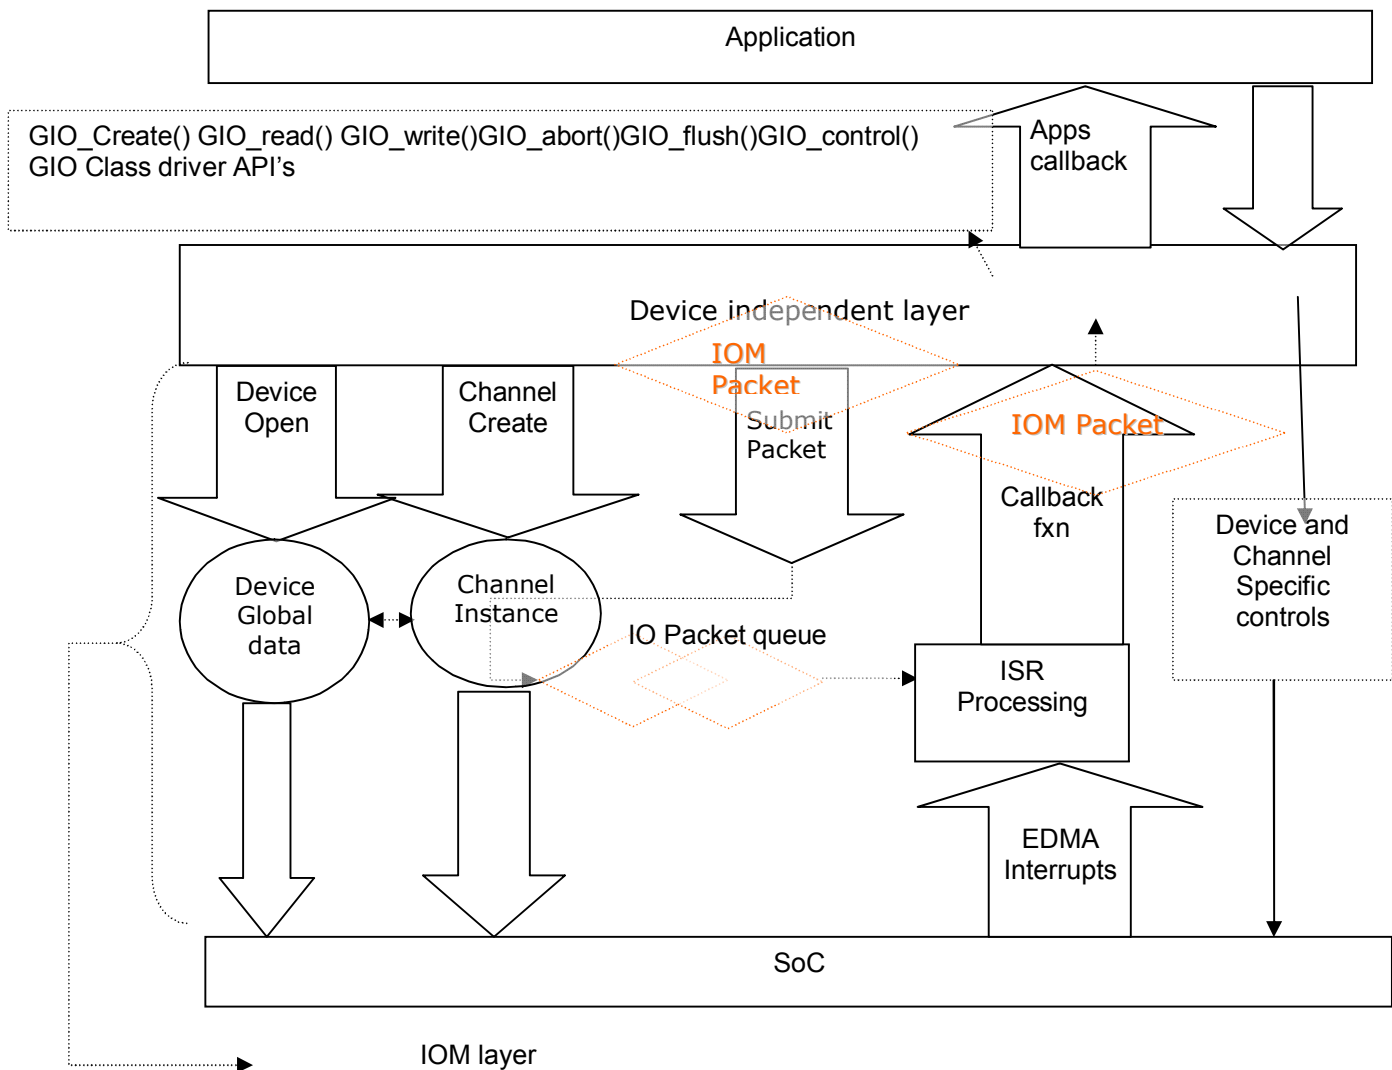 Application
GIO_Create() GIO_read() GIO_write()GIO_abort()GIO_flush()GIO_control()
GIO Class driver API's
Apps
callback
Device independent layer
IOM
Packet
Device
Open
Channel
Create
Submit
Packet
IOM Packet
Callback
fxn
Device and
Channel
Specific
controls
Device
Global
data
Channel
Instance
IO Packet queue
ISR
Processing
EDMA
Interrupts
SoC
IOM layer